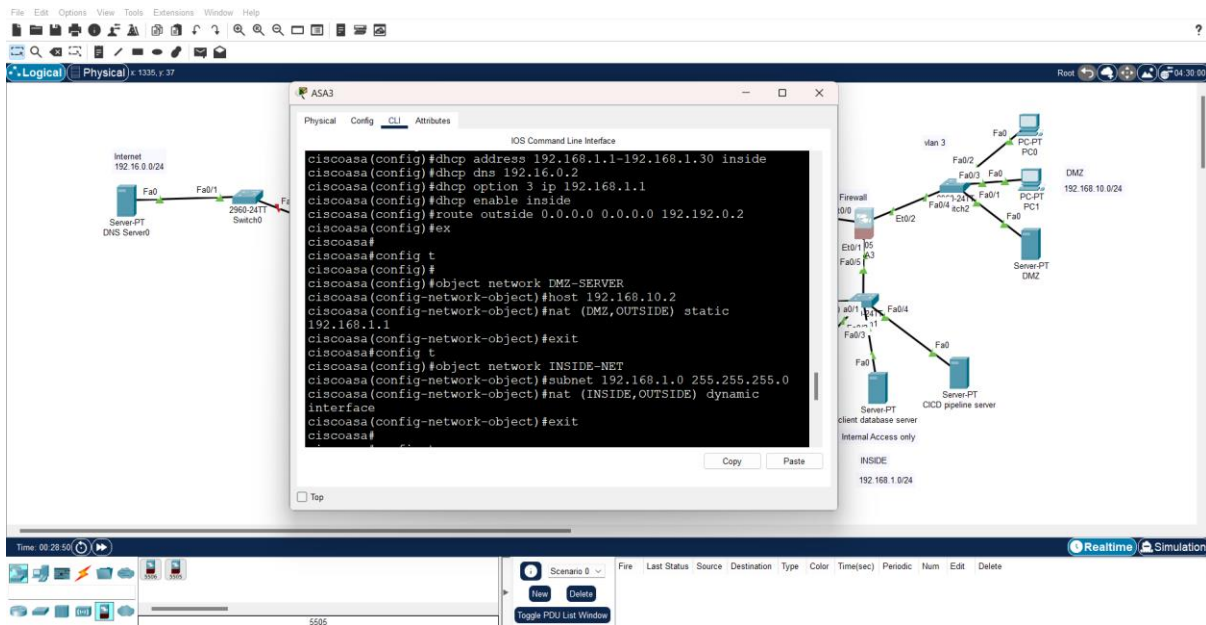 File Edit Options View Tools Extensions Window Help
?
Logical Physical x: 1335, y: 37
Root 04:30:00
ASA3
Physical Config CLI Attributes
IOS Command Line Interface
ciscoasa(config)#dhcp address 192.168.1.1-192.168.1.30 inside
ciscoasa(config)#dhcp dns 192.16.0.2
ciscoasa(config)#dhcp option 3 ip 192.168.1.1
ciscoasa(config)#dhcp enable inside
ciscoasa(config)#route outside 0.0.0.0 0.0.0.0 192.192.0.2
ciscoasa(config)#ex
ciscoasa#
ciscoasa#config t
ciscoasa(config)#
ciscoasa(config)#object network DMZ-SERVER
ciscoasa(config-network-object)#host 192.168.10.2
ciscoasa(config-network-object)#nat (DMZ,OUTSIDE) static
192.168.1.1
ciscoasa(config-network-object)#exit
ciscoasa#config t
ciscoasa(config)#object network INSIDE-NET
ciscoasa(config-network-object)#subnet 192.168.1.0 255.255.255.0
ciscoasa(config-network-object)#nat (INSIDE,OUTSIDE) dynamic
interface
ciscoasa(config-network-object)#exit
ciscoasa#
Copy Paste
Top
Internet
192.16.0.0/24
Fa0 Fa0/1
Server-PT
DNS Server0
2960-24TT
Switch0
vlan 3
Fa0
PC-PT
PC0
Fa0/2
Fa0/3 Fa0
DMZ
192.168.10.0/24
Firewall
Fa0/4 Fa0/1
PC-PT
PC1
Et0/2
Fa0
Et0/1
Fa0/5
Server-PT
DMZ
Fa0/4
Fa0/3
Fa0
Fa0
Server-PT
CICD pipeline server
Server-PT
client database server
Internal Access only
INSIDE
192.168.1.0/24
Time: 00:28:50
Realtime Simulation
5506 5505
Scenario 0
New Delete
Toggle PDU List Window
Fire Last Status Source Destination Type Color Time(sec) Periodic Num Edit Delete
5505